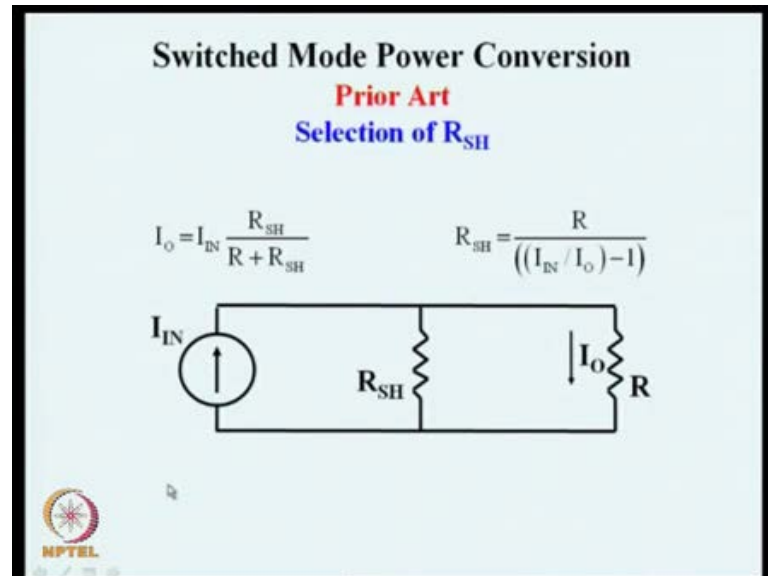 Switched Mode Power Conversion
Prior Art
Selection of R_SH
I_O = I_IN R_SH / (R + R_SH)
R_SH = R / ((I_IN / I_O) − 1)
I_IN
R_SH
I_O
R
NPTEL